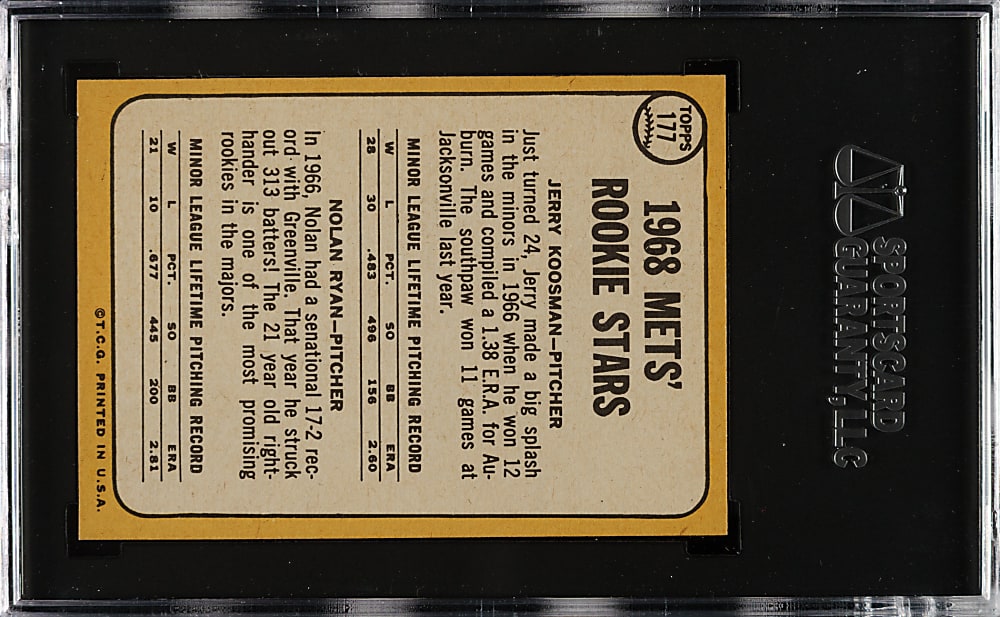 SPORTSCARD
GUARANTY, LLC
TOPPS
177
1968 METS'
ROOKIE STARS
JERRY KOOSMAN—PITCHER
Just turned 24, Jerry made a big splash
in the minors in 1966 when he won 12
games and compiled a 1.38 E.R.A. for Au-
burn. The southpaw won 11 games at
Jacksonville last year.
MINOR LEAGUE LIFETIME PITCHING RECORD
W L PCT. SO BB ERA
28 30 .483 496 156 2.60
NOLAN RYAN—PITCHER
In 1966, Nolan had a senational 17-2 rec-
ord with Greenville. That year he struck
out 313 batters! The 21 year old right-
hander is one of the most promising
rookies in the majors.
MINOR LEAGUE LIFETIME PITCHING RECORD
W L PCT. SO BB ERA
21 10 .677 445 200 2.81
©T.C.G. PRINTED IN U.S.A.